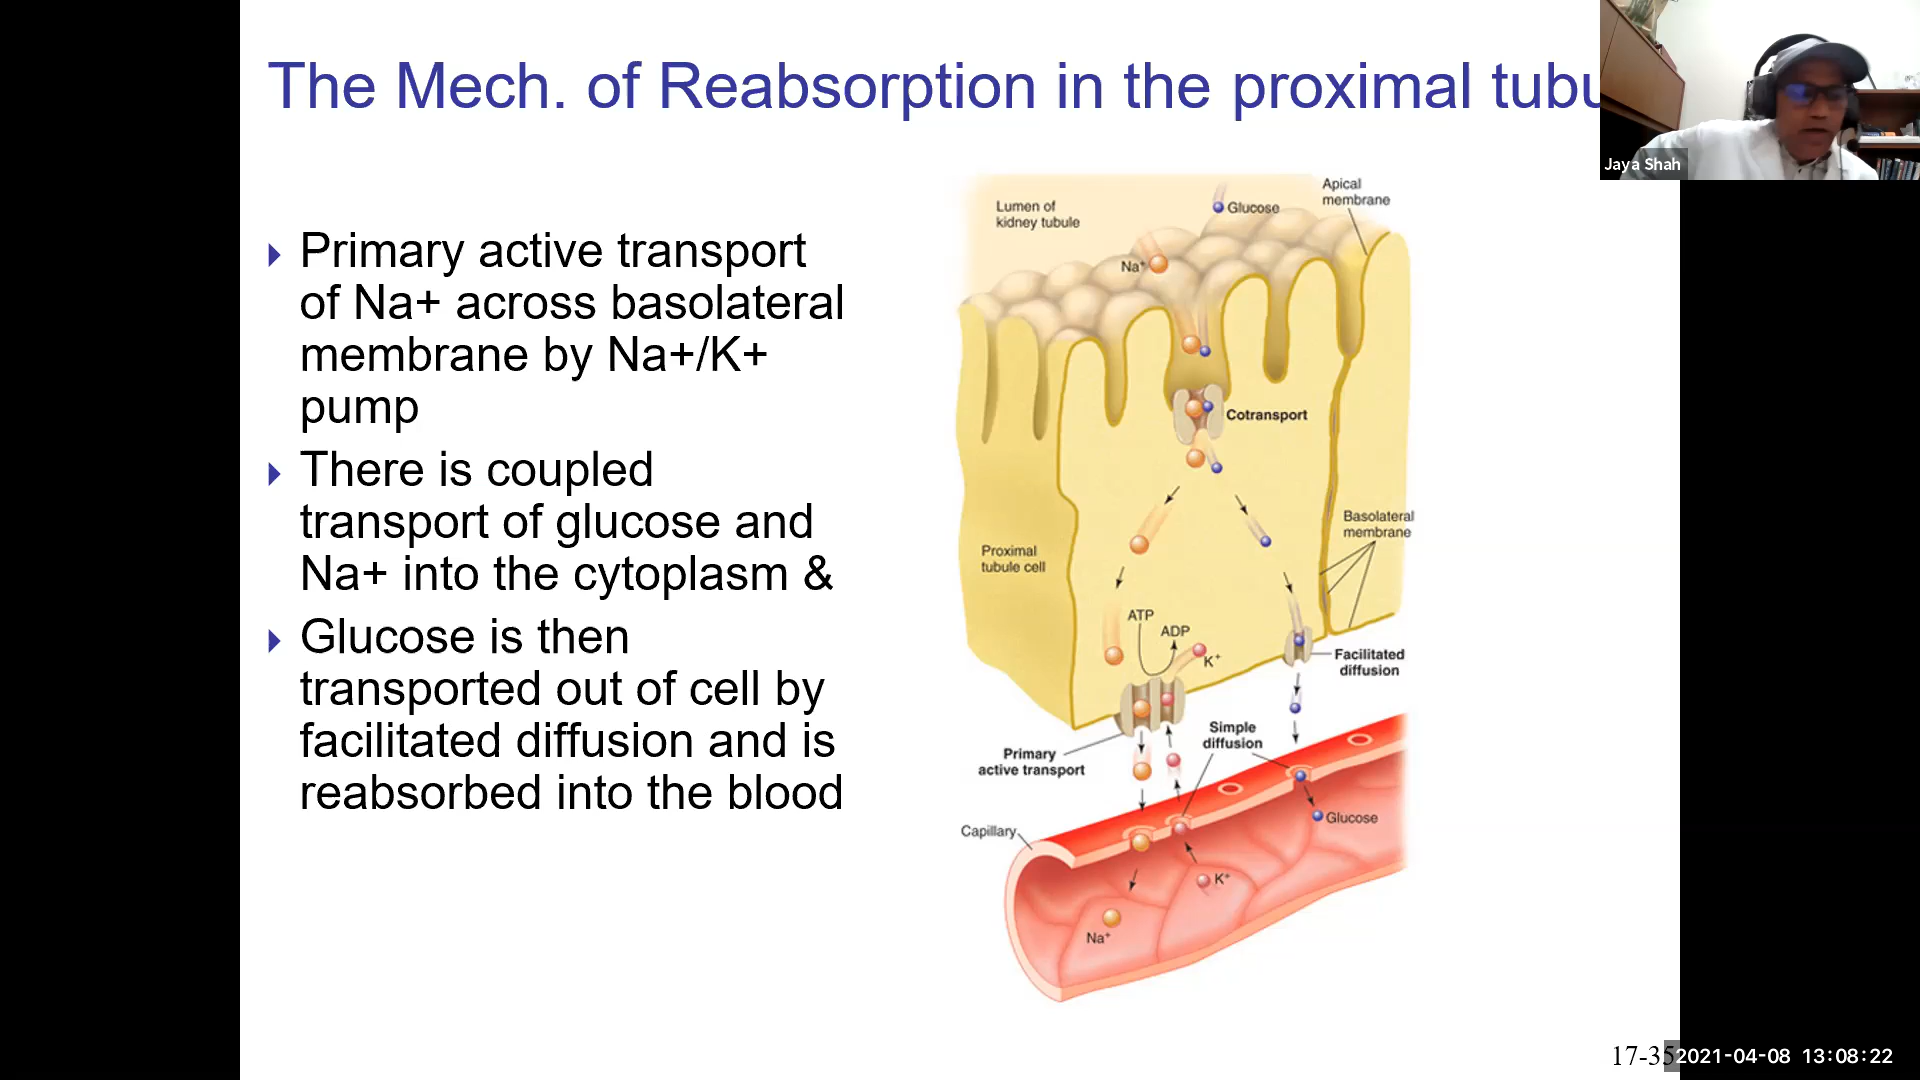 The Mech. of Reabsorption in the proximal tubu
Jaya Shah
Primary active transport
of Na+ across basolateral
membrane by Na+/K+
pump
There is coupled
transport of glucose and
Na+ into the cytoplasm &
Glucose is then
transported out of cell by
facilitated diffusion and is
reabsorbed into the blood
Lumen of
kidney tubule
Glucose
Apical
membrane
Na+
Cotransport
Basolateral
membrane
Proximal
tubule cell
ATP
ADP
K+
Facilitated
diffusion
Simple
diffusion
Primary
active transport
Capillary
Glucose
K+
Na+
17-35
2021-04-08 13:08:22